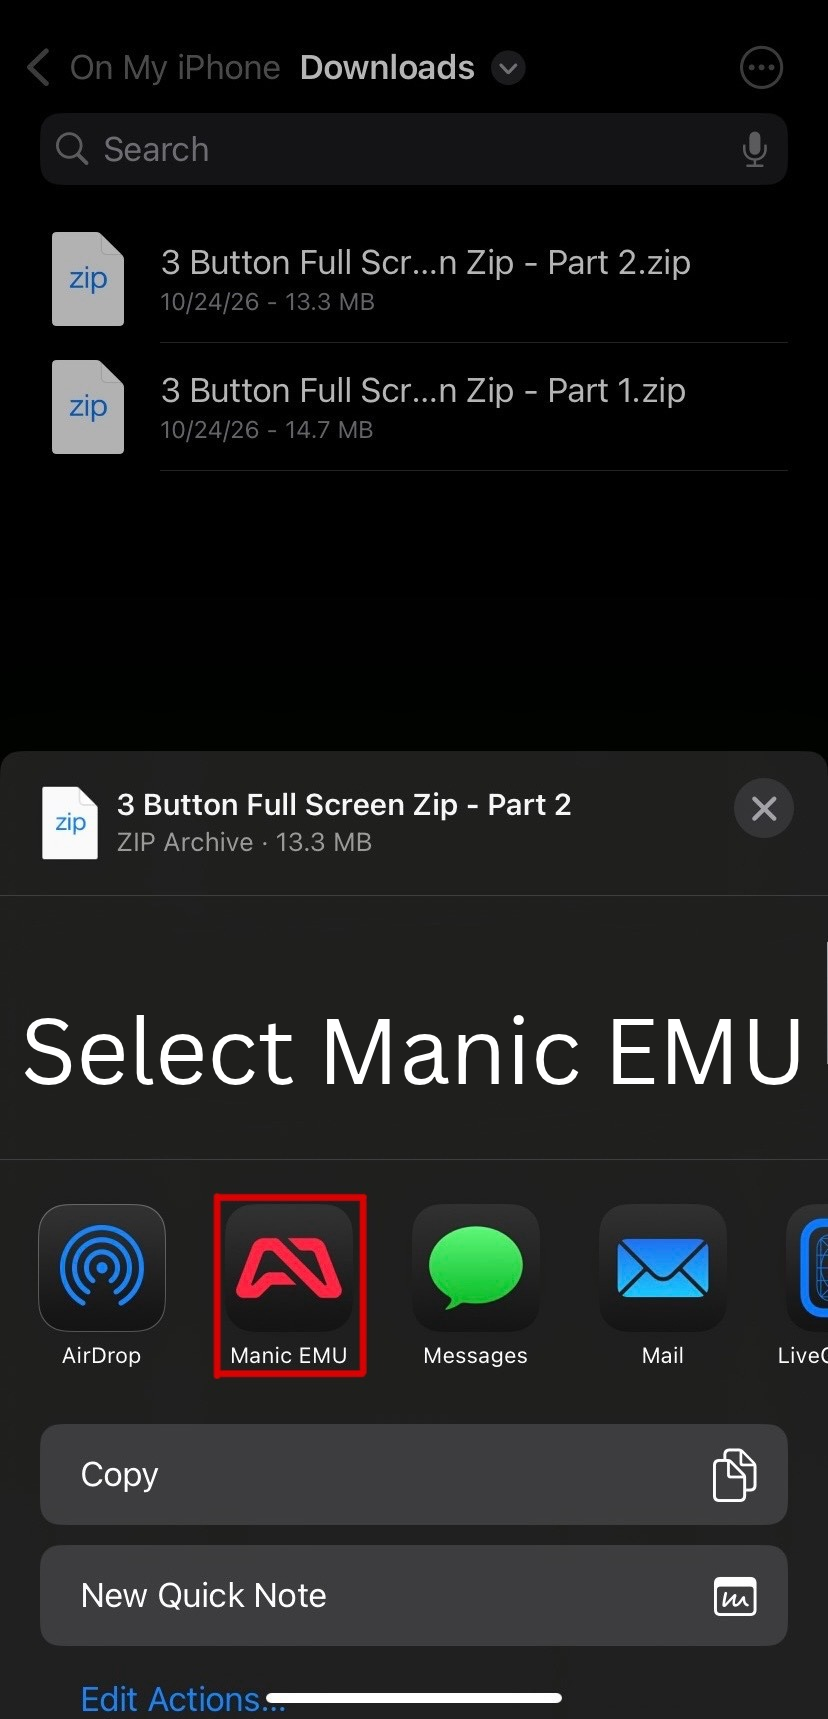 On My iPhone Downloads
Search
zip
3 Button Full Scr...n Zip - Part 2.zip
10/24/26 - 13.3 MB
zip
3 Button Full Scr...n Zip - Part 1.zip
10/24/26 - 14.7 MB
zip
3 Button Full Screen Zip - Part 2
ZIP Archive · 13.3 MB
Select Manic EMU
AirDrop
Manic EMU
Messages
Mail
Live
Copy
New Quick Note
Edit Actions...